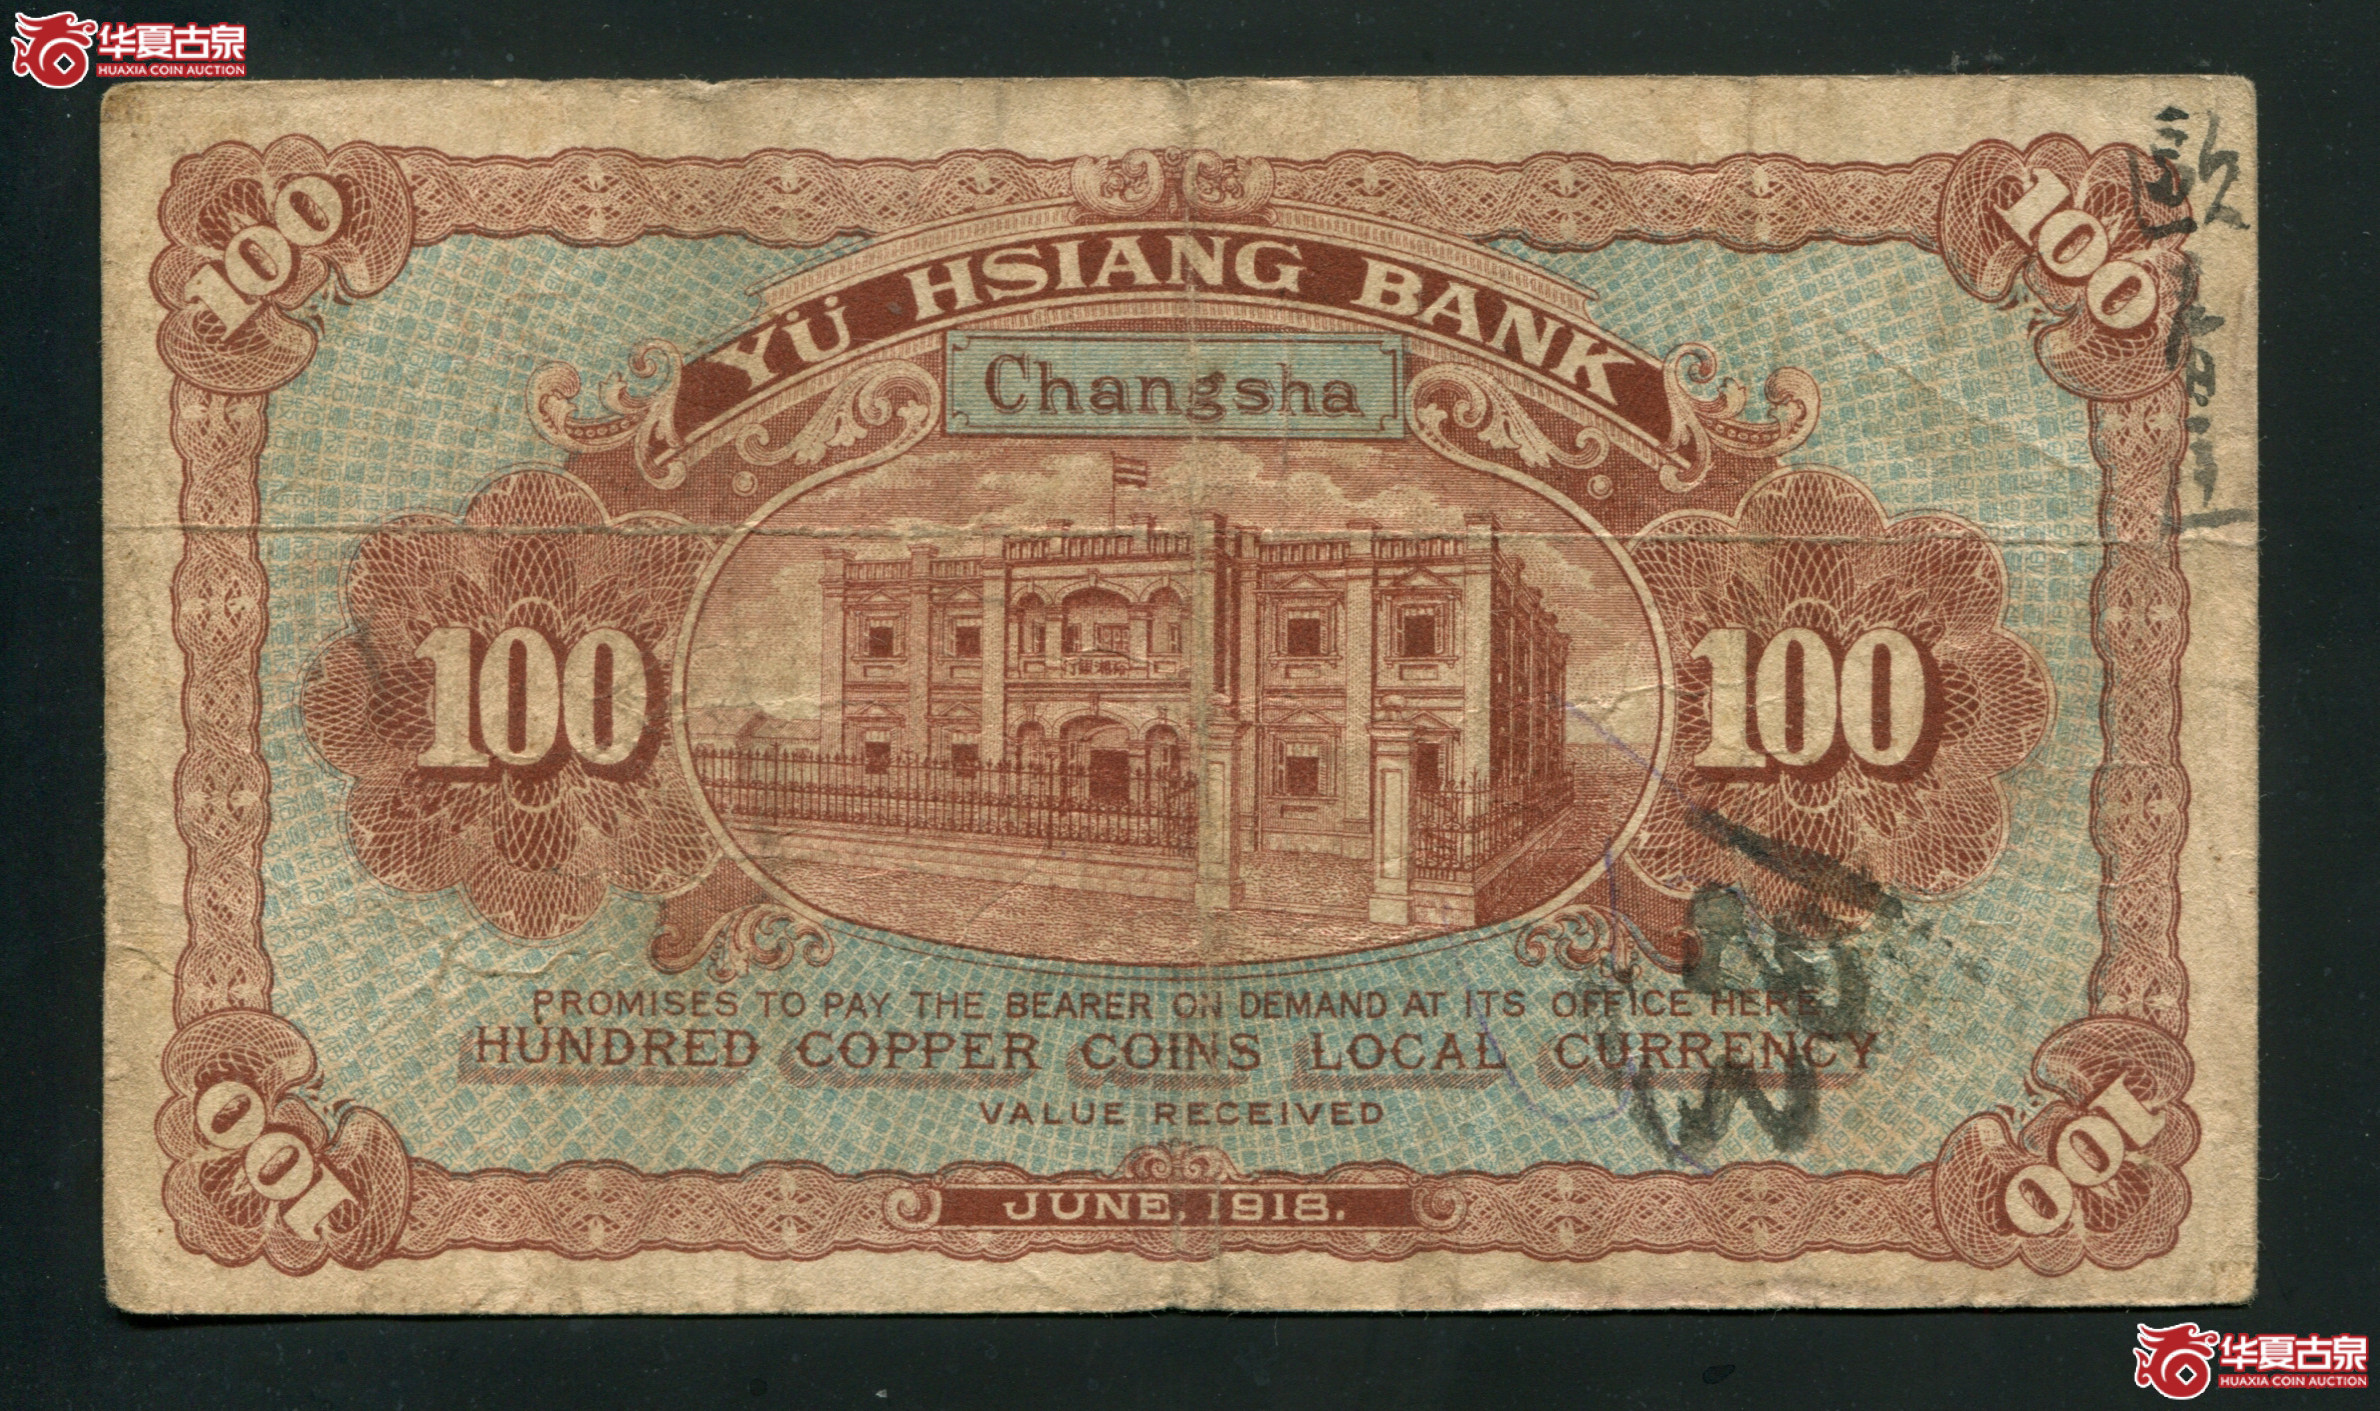 华夏古泉
HUAXIA COIN AUCTION
100
100
YÜ HSIANG BANK
Changsha
100
100
PROMISES TO PAY THE BEARER ON DEMAND AT ITS OFFICE HERE
HUNDRED COPPER COINS LOCAL CURRENCY
VALUE RECEIVED
100
100
JUNE, 1918.
华夏古泉
HUAXIA COIN AUCTION